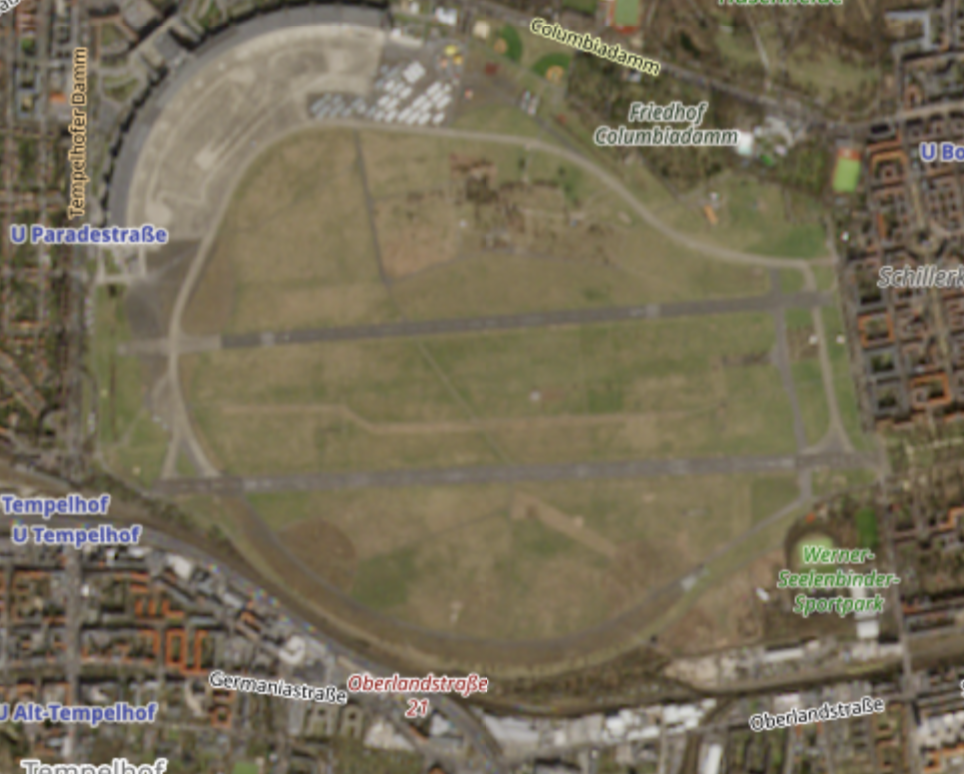 Columbiadamm
Tempelhofer Damm
Friedhof
Columbiadamm
U Bo
U Paradestraße
Schillerk
Tempelhof
U Tempelhof
Werner-
Seelenbinder-
Sportpark
Germaniastraße
Oberlandstraße
21
Oberlandstraße
U Alt-Tempelhof
Tempelhof